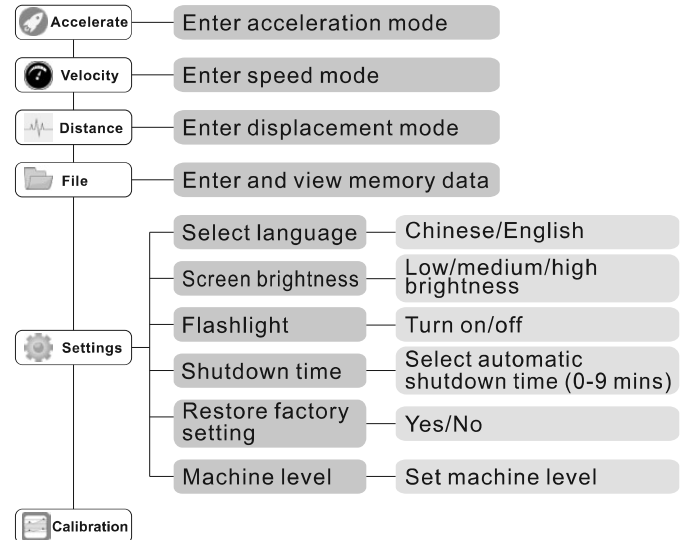 Accelerate
Enter acceleration mode
Velocity
Enter speed mode
Distance
Enter displacement mode
File
Enter and view memory data
Settings
Select language
Chinese/English
Screen brightness
Low/medium/high
brightness
Flashlight
Turn on/off
Shutdown time
Select automatic
shutdown time (0-9 mins)
Restore factory
setting
Yes/No
Machine level
Set machine level
Calibration